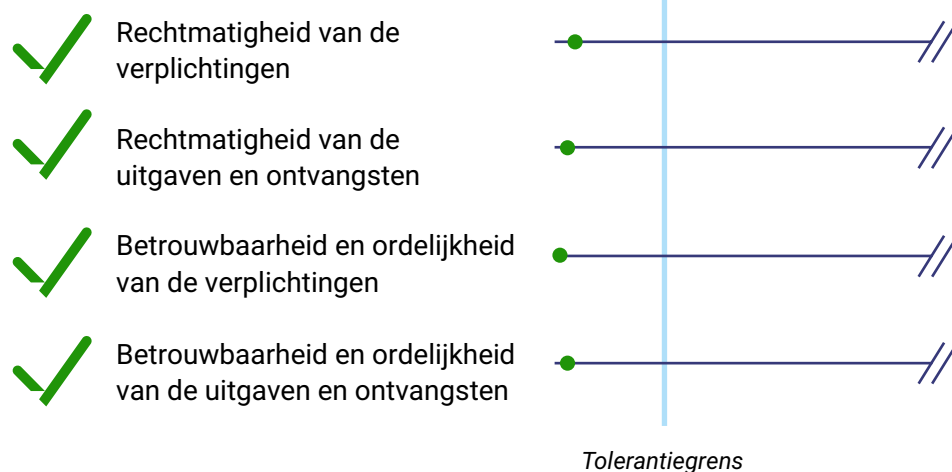 Rechtmatigheid van de
verplichtingen
Rechtmatigheid van de
uitgaven en ontvangsten
Betrouwbaarheid en ordelijkheid
van de verplichtingen
Betrouwbaarheid en ordelijkheid
van de uitgaven en ontvangsten
Tolerantiegrens